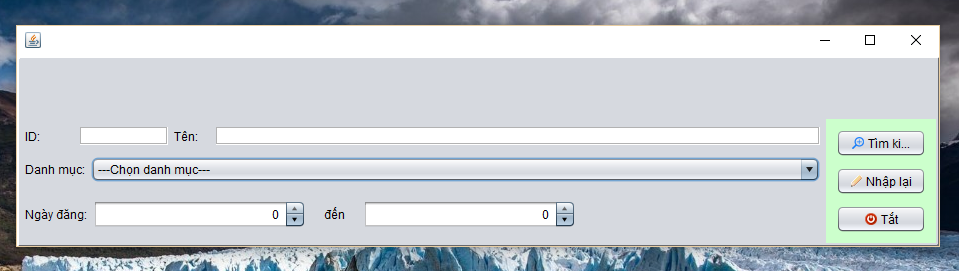 ID: Tên:
Danh mục: ---Chọn danh mục---
Ngày đăng: 0 đến 0
Tìm ki...
Nhập lại
Tắt